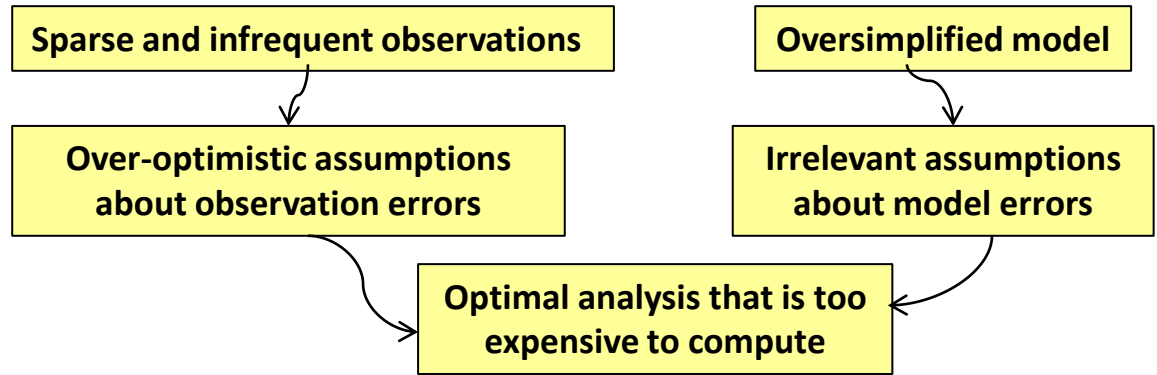 Sparse and infrequent observations
Oversimplified model
Over-optimistic assumptions
about observation errors
Irrelevant assumptions
about model errors
Optimal analysis that is too
expensive to compute